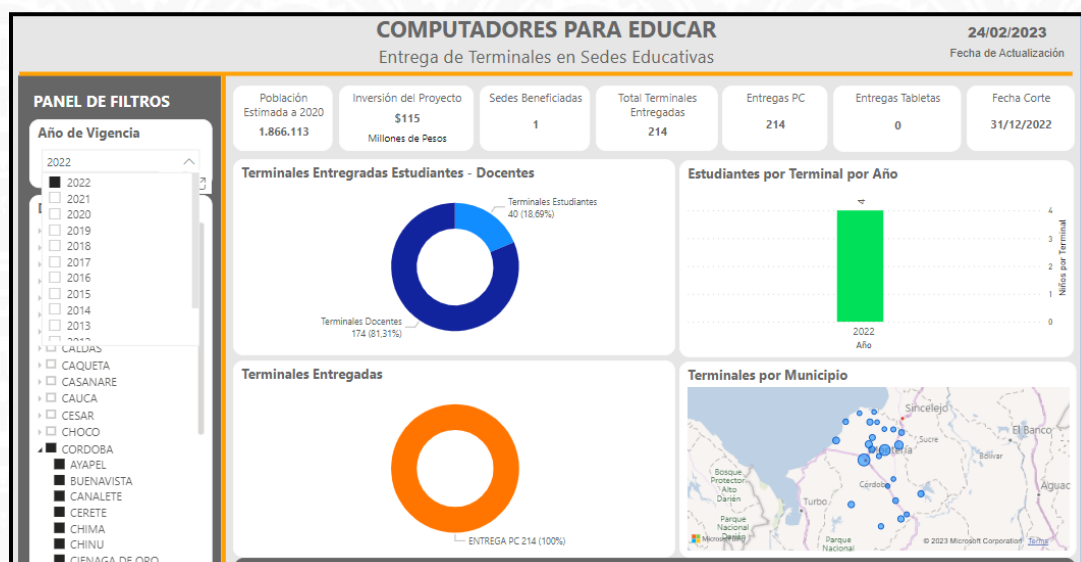 COMPUTADORES PARA EDUCAR
Entrega de Terminales en Sedes Educativas
24/02/2023
Fecha de Actualización
PANEL DE FILTROS
Año de Vigencia
2022
2022
2021
2020
2019
2018
2017
2016
2015
2014
2013
CALDAS
CAQUETA
CASANARE
CAUCA
CESAR
CHOCO
CORDOBA
AYAPEL
BUENAVISTA
CANALETE
CERETE
CHIMA
CHINU
CIENAGA DE ORO
Población
Estimada a 2020
1.866.113
Inversión del Proyecto
$115
Millones de Pesos
Sedes Beneficiadas
1
Total Terminales
Entregadas
214
Entregas PC
214
Entregas Tabletas
0
Fecha Corte
31/12/2022
Terminales Entregradas Estudiantes - Docentes
Terminales Estudiantes
40 (18,69%)
Terminales Docentes
174 (81,31%)
Estudiantes por Terminal por Año
4
4
3
2
1
0
Niños por Terminal
2022
Año
Terminales Entregadas
ENTREGA PC 214 (100%)
Terminales por Municipio
Sincelejo
El Banco
Sucre
Bolívar
Córdoba
Aguac
Turbo
Bosque
Protector
Alto
Darién
Parque
Nacional
Parque
Nacional
© 2023 Microsoft Corporation
Terms